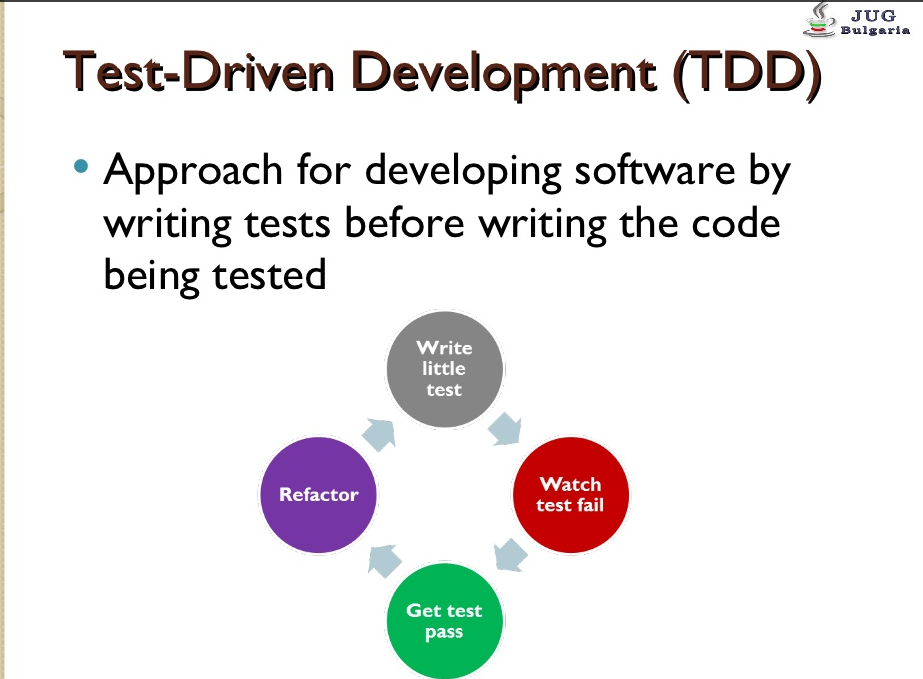 JUG
Bulgaria
Test-Driven Development (TDD)
• Approach for developing software by
writing tests before writing the code
being tested
Write
little
test
Watch
test fail
Get test
pass
Refactor